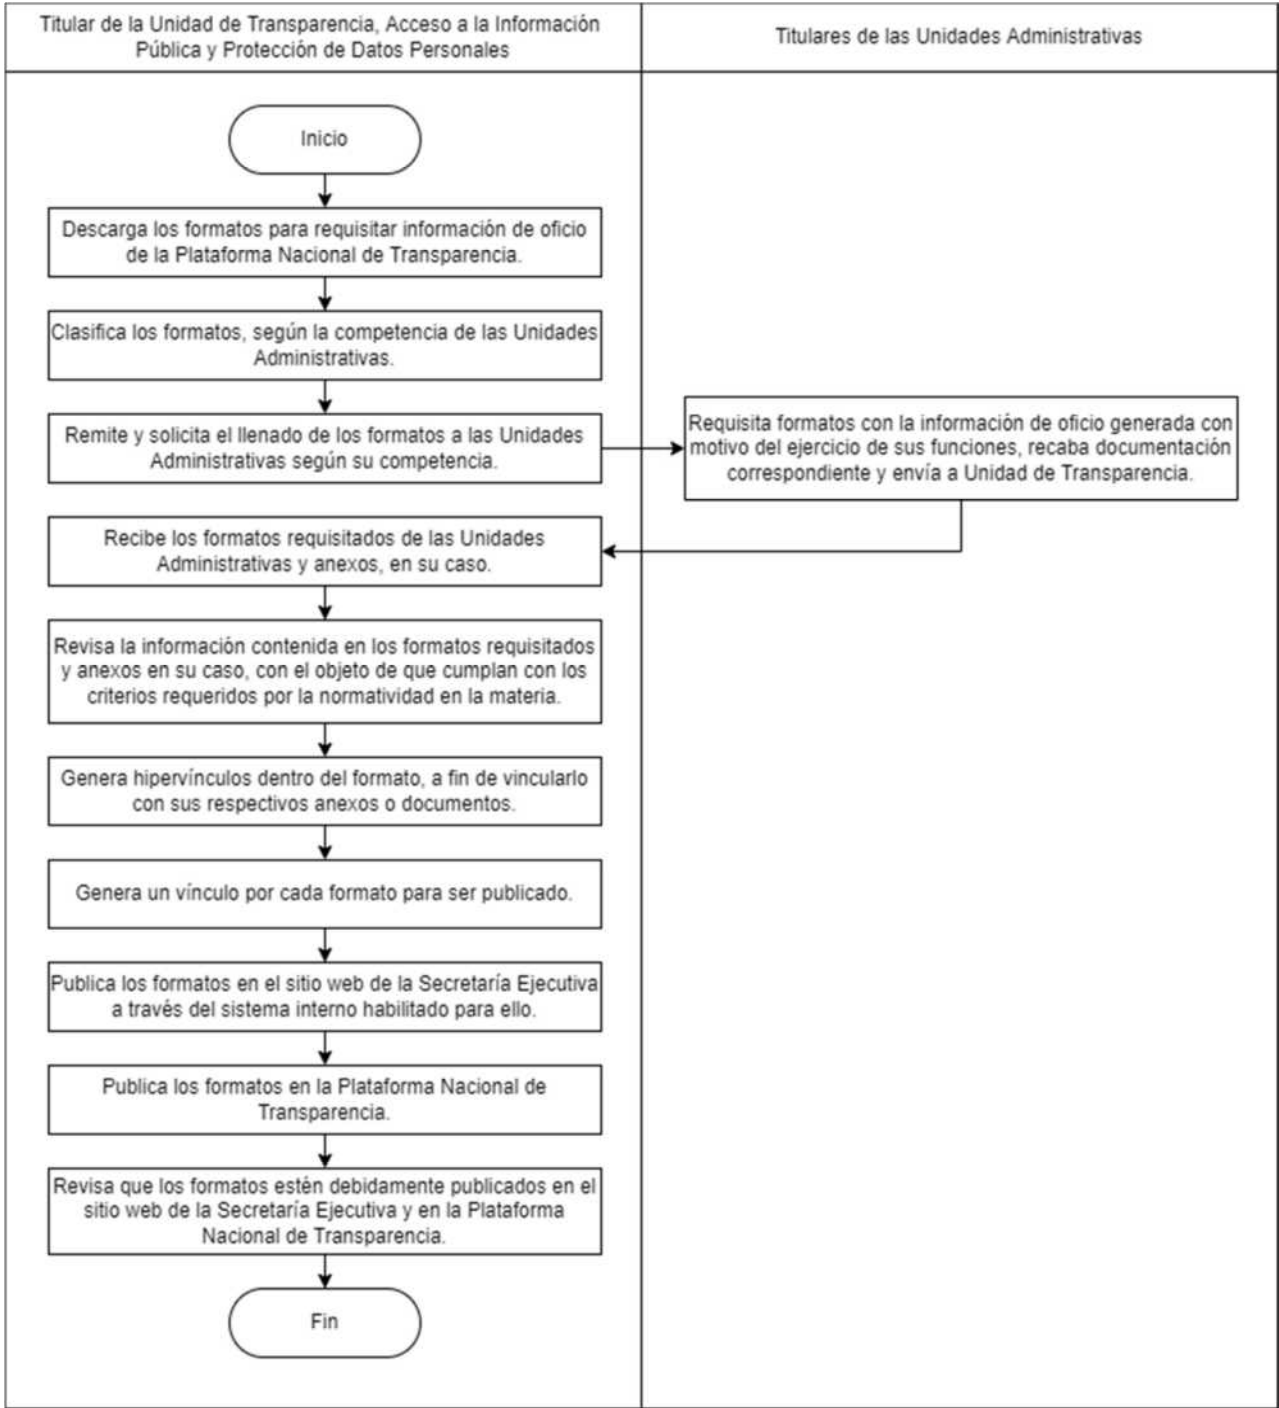 Titular de la Unidad de Transparencia, Acceso a la Información
Pública y Protección de Datos Personales
Titulares de las Unidades Administrativas
Inicio
Descarga los formatos para requisitar información de oficio
de la Plataforma Nacional de Transparencia.
Clasifica los formatos, según la competencia de las Unidades
Administrativas.
Remite y solicita el llenado de los formatos a las Unidades
Administrativas según su competencia.
Requisita formatos con la información de oficio generada con
motivo del ejercicio de sus funciones, recaba documentación
correspondiente y envía a Unidad de Transparencia.
Recibe los formatos requisitados de las Unidades
Administrativas y anexos, en su caso.
Revisa la información contenida en los formatos requisitados
y anexos en su caso, con el objeto de que cumplan con los
criterios requeridos por la normatividad en la materia.
Genera hipervínculos dentro del formato, a fin de vincularlo
con sus respectivos anexos o documentos.
Genera un vínculo por cada formato para ser publicado.
Publica los formatos en el sitio web de la Secretaría Ejecutiva
a través del sistema interno habilitado para ello.
Publica los formatos en la Plataforma Nacional de
Transparencia.
Revisa que los formatos estén debidamente publicados en el
sitio web de la Secretaría Ejecutiva y en la Plataforma
Nacional de Transparencia.
Fin